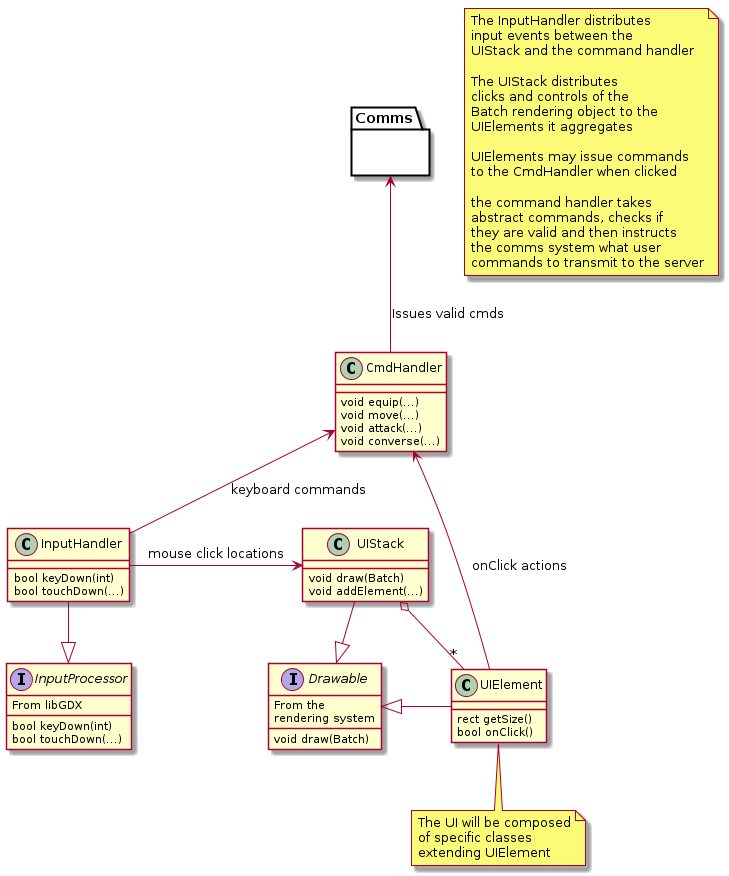 The InputHandler distributes
input events between the
UIStack and the command handler
The UIStack distributes
clicks and controls of the
Batch rendering object to the
UIElements it aggregates
UIElements may issue commands
to the CmdHandler when clicked
the command handler takes
abstract commands, checks if
they are valid and then instructs
the comms system what user
commands to transmit to the server
Comms
Issues valid cmds
C CmdHandler
void equip(...)
void move(...)
void attack(...)
void converse(...)
keyboard commands
C InputHandler
bool keyDown(int)
bool touchDown(...)
mouse click locations
C UIStack
void draw(Batch)
void addElement(...)
onClick actions
*
I InputProcessor
From libGDX
bool keyDown(int)
bool touchDown(...)
I Drawable
From the
rendering system
void draw(Batch)
C UIElement
rect getSize()
bool onClick()
The UI will be composed
of specific classes
extending UIElement